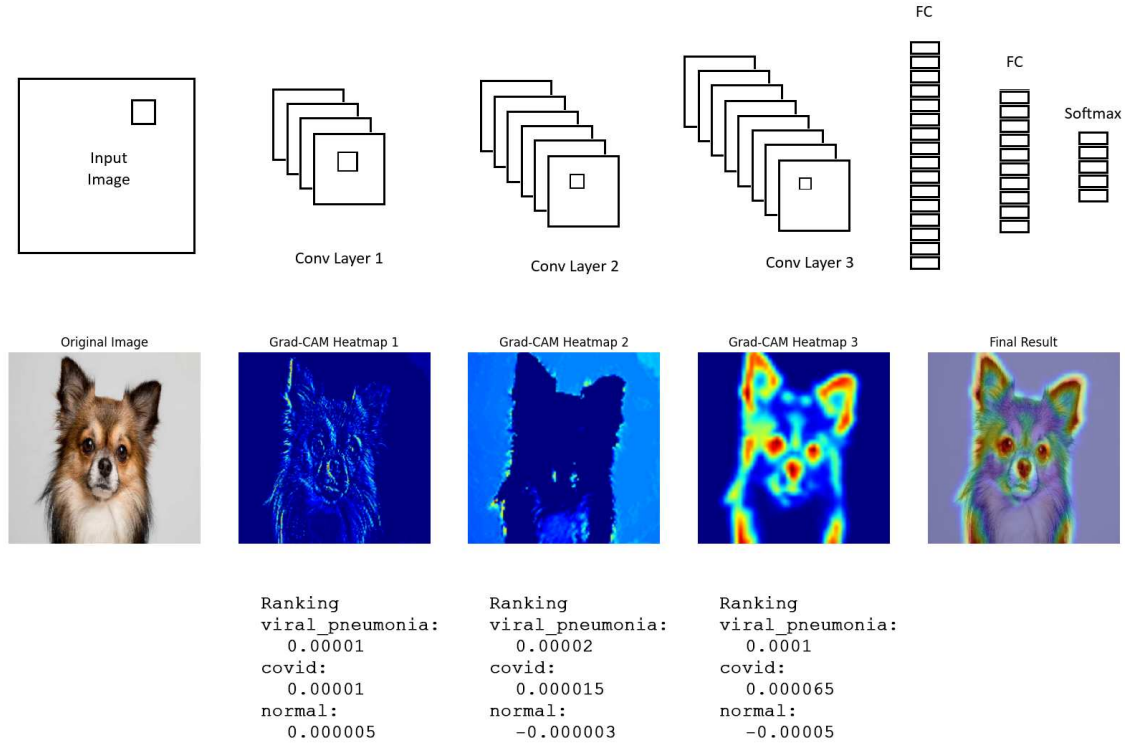 FC
FC
Softmax
Input
Image
Conv Layer 1
Conv Layer 2
Conv Layer 3
Original Image
Grad-CAM Heatmap 1
Grad-CAM Heatmap 2
Grad-CAM Heatmap 3
Final Result
Ranking
viral_pneumonia:
0.00001
covid:
0.00001
normal:
0.000005
Ranking
viral_pneumonia:
0.00002
covid:
0.000015
normal:
-0.000003
Ranking
viral_pneumonia:
0.0001
covid:
0.000065
normal:
-0.00005